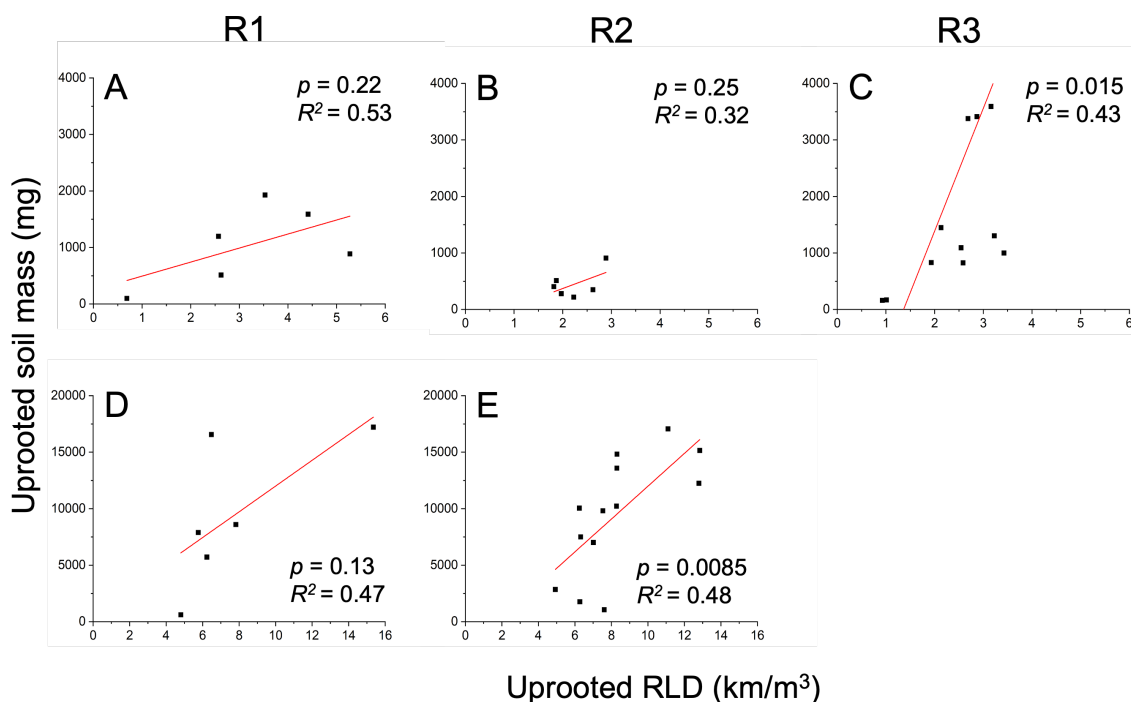 R1
R2
R3
A
p = 0.22
R² = 0.53
4000
3000
2000
1000
0
0 1 2 3 4 5 6
B
p = 0.25
R² = 0.32
4000
3000
2000
1000
0
0 1 2 3 4 5 6
C
p = 0.015
R² = 0.43
4000
3000
2000
1000
0
0 1 2 3 4 5 6
Uprooted soil mass (mg)
D
20000
15000
10000
5000
0
p = 0.13
R² = 0.47
0 2 4 6 8 10 12 14 16
E
20000
15000
10000
5000
0
p = 0.0085
R² = 0.48
0 2 4 6 8 10 12 14 16
Uprooted RLD (km/m³)